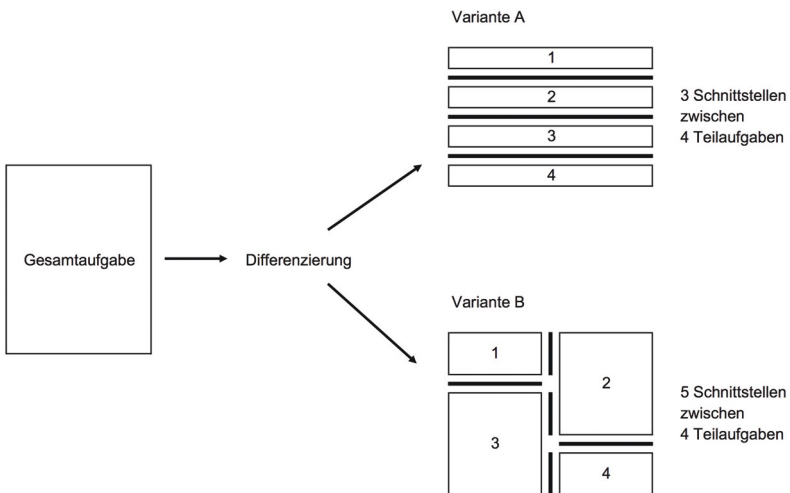 Variante A
1
2
3
4
3 Schnittstellen
zwischen
4 Teilaufgaben
Gesamtaufgabe
Differenzierung
Variante B
1
2
3
4
5 Schnittstellen
zwischen
4 Teilaufgaben